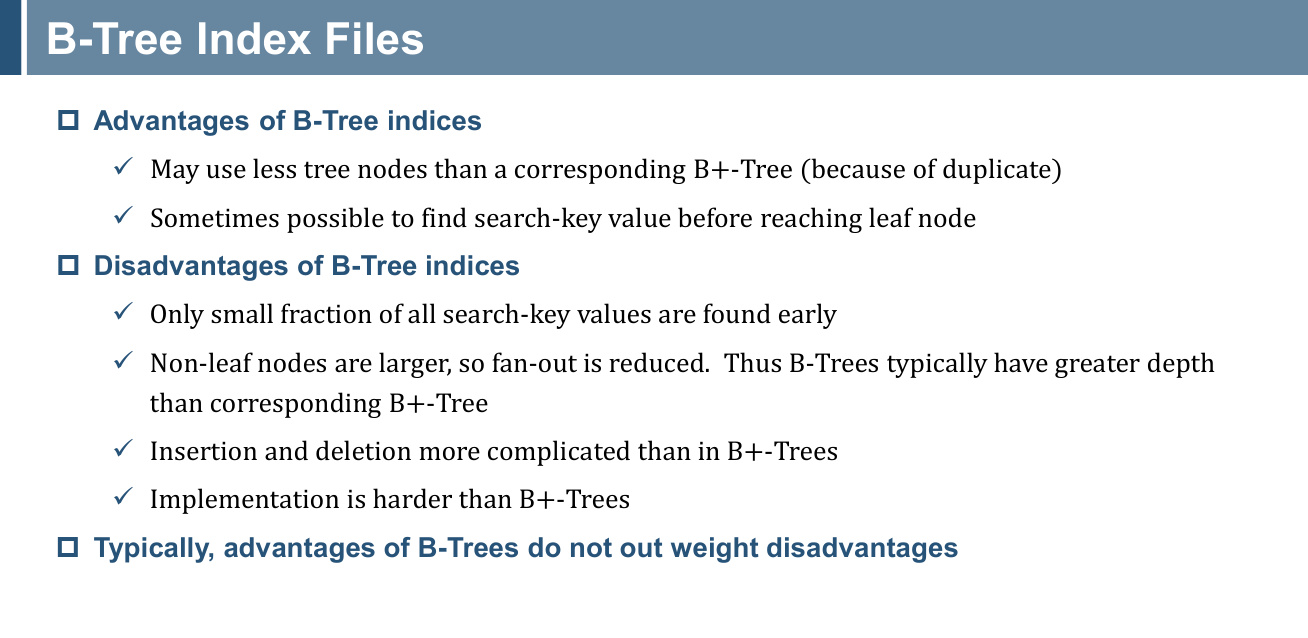 B-Tree Index Files
Advantages of B-Tree indices
May use less tree nodes than a corresponding B+-Tree (because of duplicate)
Sometimes possible to find search-key value before reaching leaf node
Disadvantages of B-Tree indices
Only small fraction of all search-key values are found early
Non-leaf nodes are larger, so fan-out is reduced.  Thus B-Trees typically have greater depth
than corresponding B+-Tree
Insertion and deletion more complicated than in B+-Trees
Implementation is harder than B+-Trees
Typically, advantages of B-Trees do not out weight disadvantages